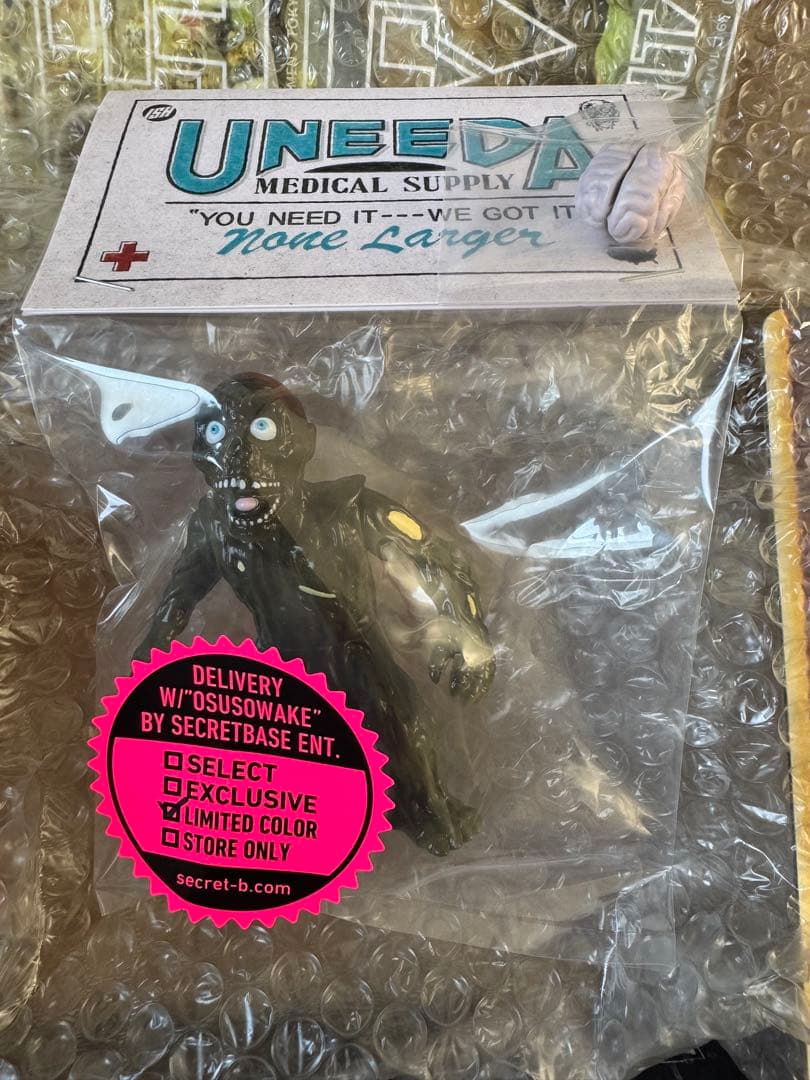 ISH
UNEEDA
MEDICAL SUPPLY
"YOU NEED IT---WE GOT IT
None Larger
DELIVERY
W/"OSUSOWAKE"
BY SECRETBASE ENT.
SELECT
EXCLUSIVE
LIMITED COLOR
STORE ONLY
secret-b.com